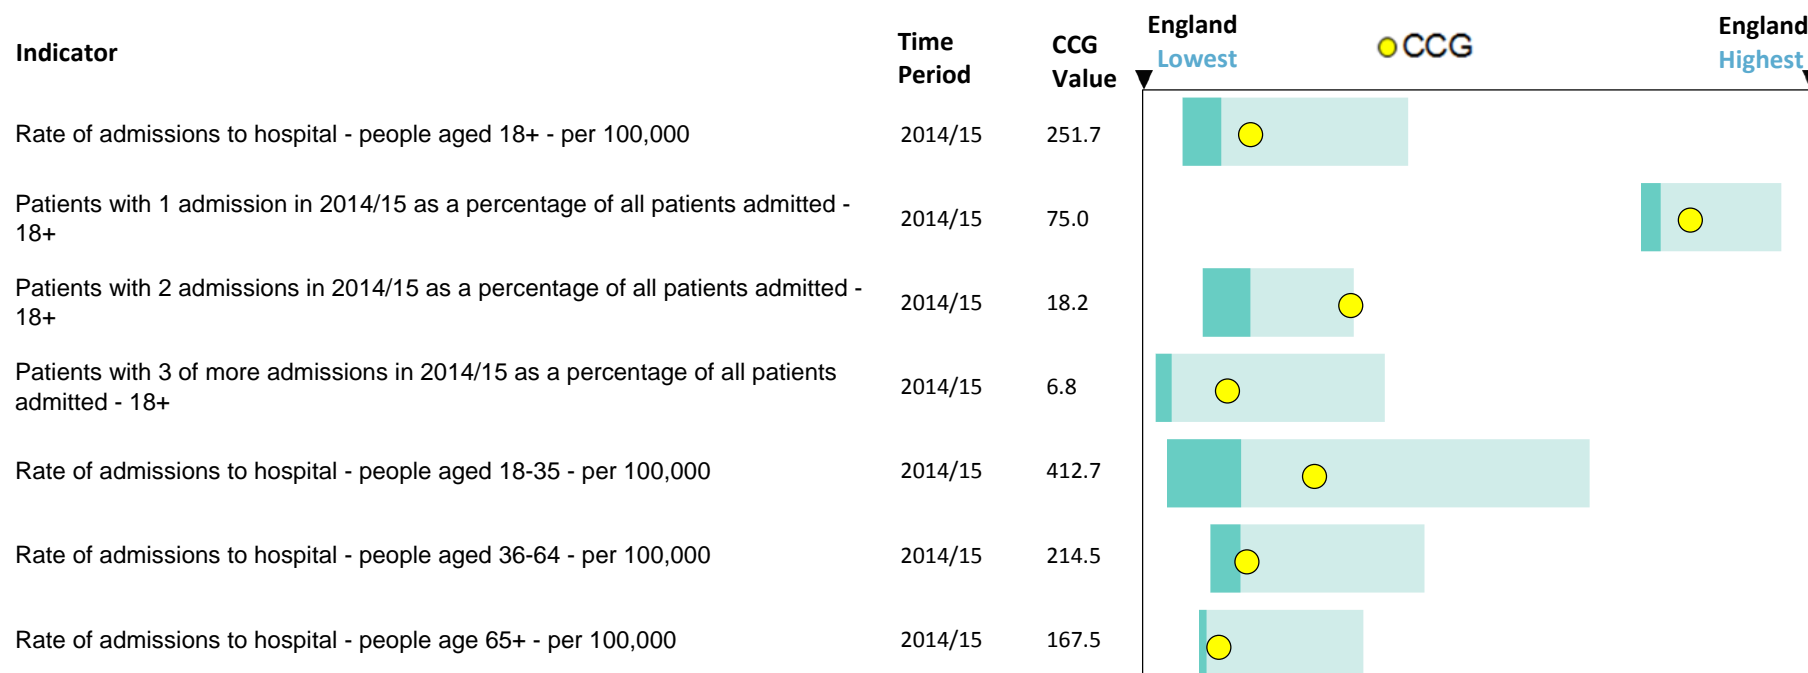 Indicator
Time Period
CCG Value
England Lowest
CCG
England Highest
Rate of admissions to hospital - people aged 18+ - per 100,000 2014/15 251.7
Patients with 1 admission in 2014/15 as a percentage of all patients admitted -
18+
2014/15 75.0
Patients with 2 admissions in 2014/15 as a percentage of all patients admitted -
18+
2014/15 18.2
Patients with 3 of more admissions in 2014/15 as a percentage of all patients
admitted - 18+
2014/15 6.8
Rate of admissions to hospital - people aged 18-35 - per 100,000 2014/15 412.7
Rate of admissions to hospital - people aged 36-64 - per 100,000 2014/15 214.5
Rate of admissions to hospital - people age 65+ - per 100,000 2014/15 167.5